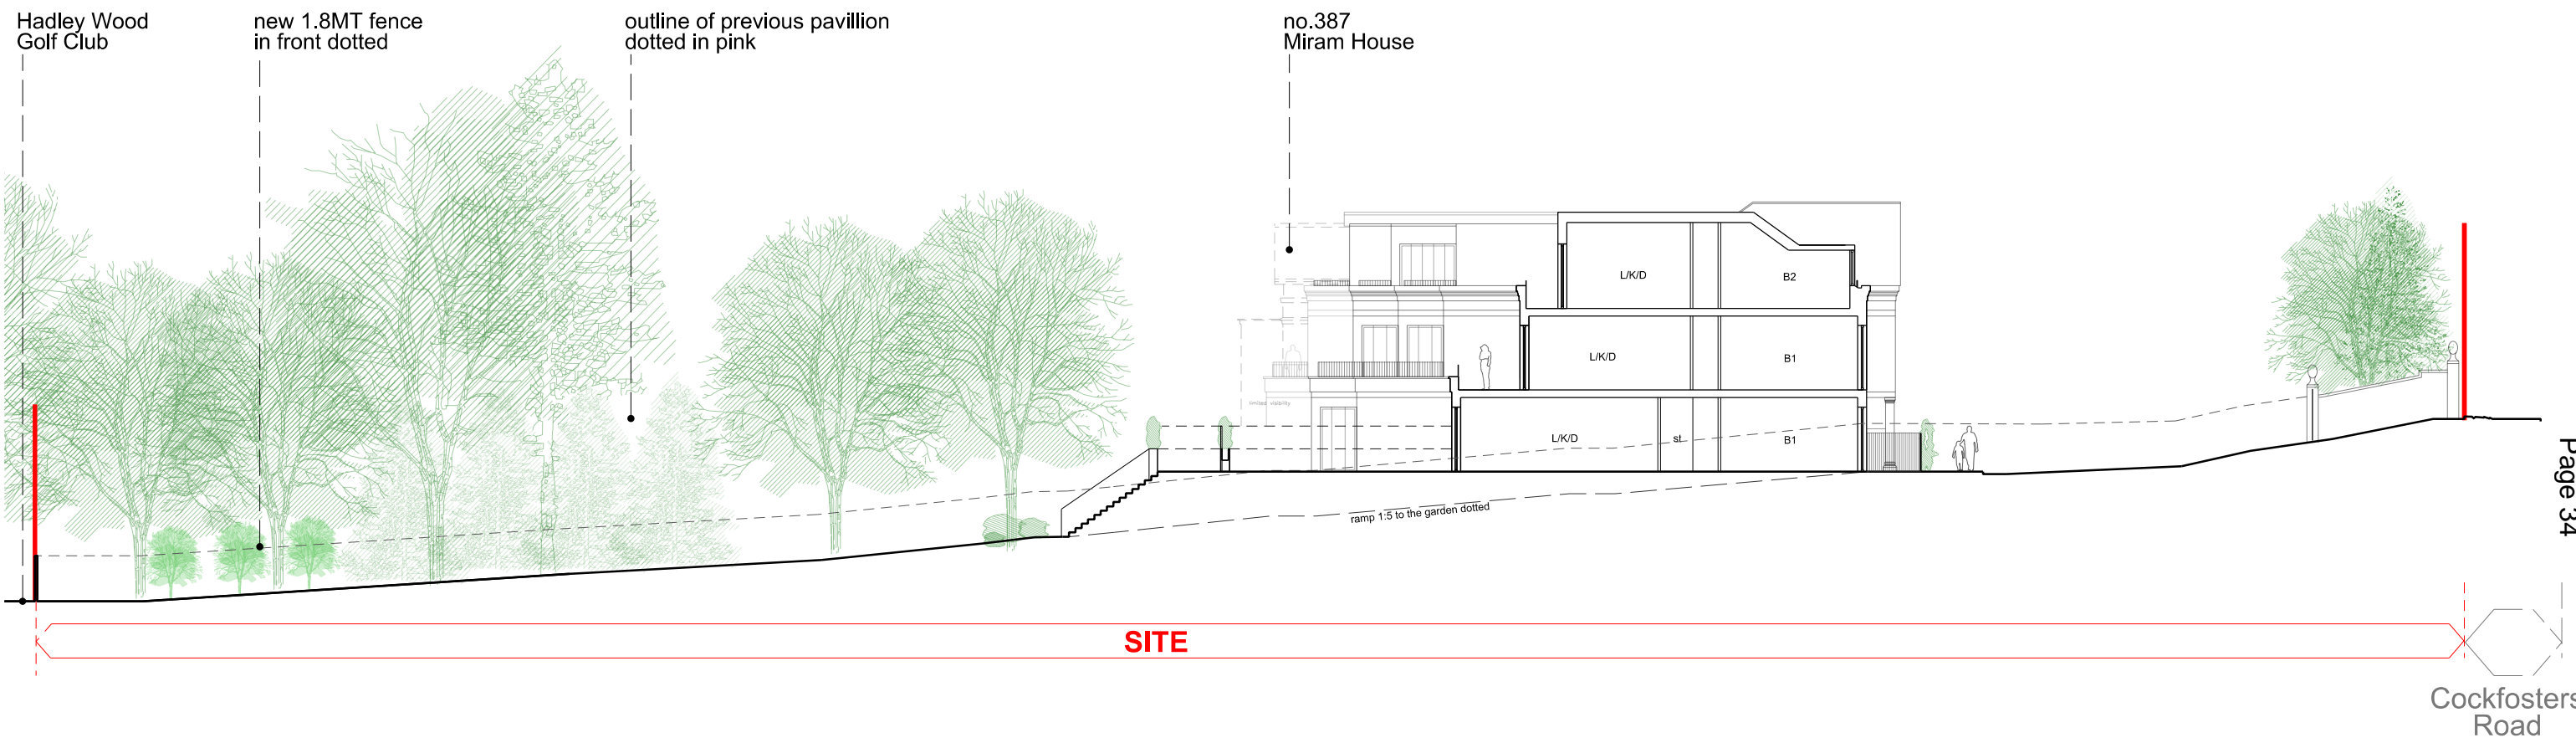 Hadley Wood
Golf Club
new 1.8MT fence
in front dotted
outline of previous pavillion
dotted in pink
no.387
Miram House
L/K/D
B2
L/K/D
B1
limited visibility
L/K/D
st.
B1
ramp 1:5 to the garden dotted
Page 34
SITE
Cockfosters
Road